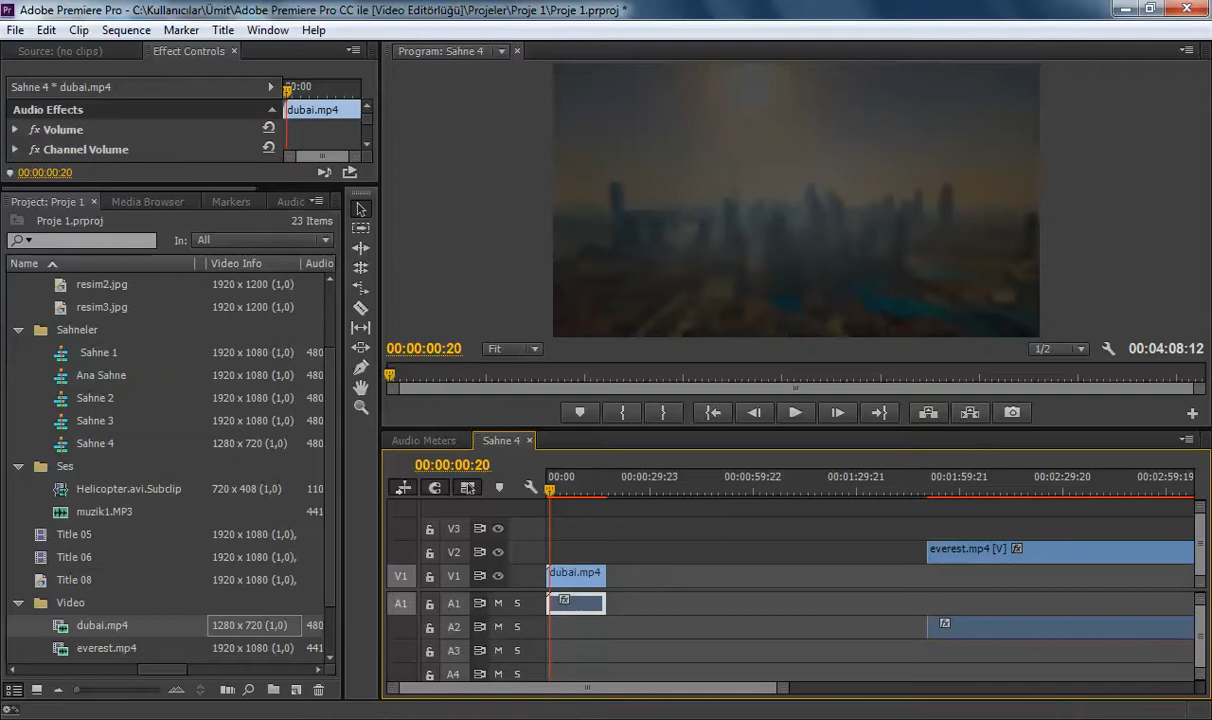 Adobe Premiere Pro - C:\Kullanıcılar\Ümit\Adobe Premiere Pro CC ile [Video Editörlüğü]\Projeler\Proje 1\Proje 1.prproj *
File Edit Clip Sequence Marker Title Window Help
Source: (no clips) Effect Controls
Program: Sahne 4
Sahne 4 * dubai.mp4
:00:00
Audio Effects
dubai.mp4
fx Volume
fx Channel Volume
00:00:00:20
Project: Proje 1 Media Browser Markers Audic
Proje 1.prproj 23 Items
In: All
Name Video Info Audio
resim2.jpg 1920 x 1200 (1,0)
resim3.jpg 1920 x 1200 (1,0)
Sahneler
Sahne 1 1920 x 1080 (1,0) 480
Ana Sahne 1920 x 1080 (1,0) 480
Sahne 2 1920 x 1080 (1,0) 480
Sahne 3 1920 x 1080 (1,0) 480
Sahne 4 1280 x 720 (1,0) 480
Ses
Helicopter.avi.Subclip 720 x 408 (1,0) 110
muzik1.MP3 441
Title 05 1920 x 1080 (1,0),
Title 06 1920 x 1080 (1,0),
Title 08 1920 x 1080 (1,0)
Video
dubai.mp4 1280 x 720 (1,0) 480
everest.mp4 1920 x 1080 (1,0) 441
00:00:00:20 Fit 1/2 00:04:08:12
Audio Meters Sahne 4
00:00:00:20
:00:00 00:00:29:23 00:00:59:22 00:01:29:21 00:01:59:21 00:02:29:20 00:02:59:19
V3
V2 everest.mp4 [V] fx
V1 V1 dubai.mp4
A1 A1 M S fx
A2 M S fx
A3 M S
A4 M S